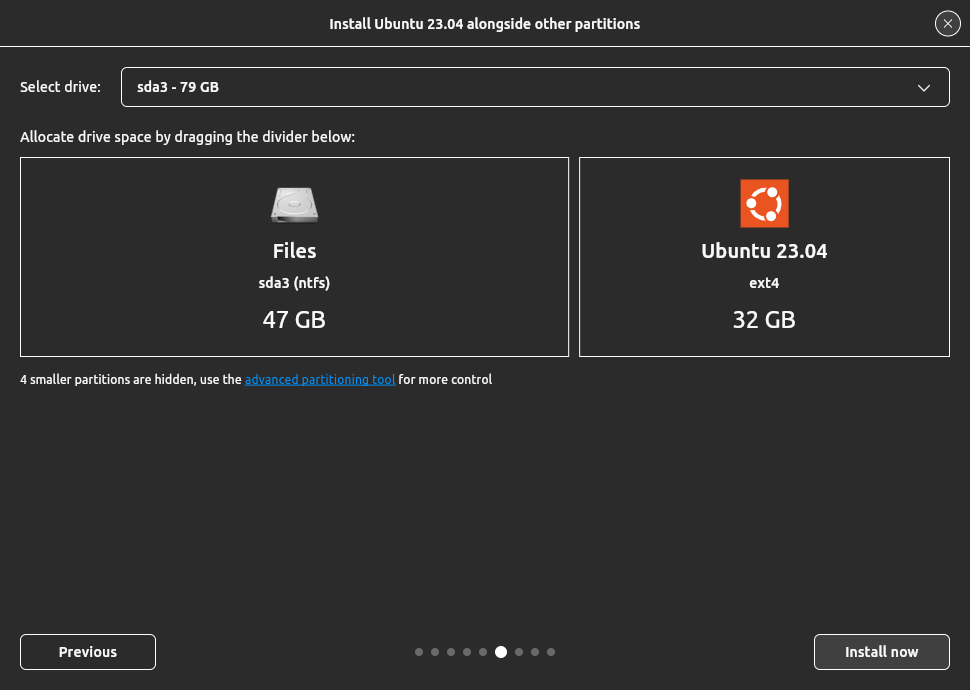 Install Ubuntu 23.04 alongside other partitions
Select drive:
sda3 - 79 GB
Allocate drive space by dragging the divider below:
Files
sda3 (ntfs)
47 GB
Ubuntu 23.04
ext4
32 GB
4 smaller partitions are hidden, use the advanced partitioning tool for more control
Previous
Install now